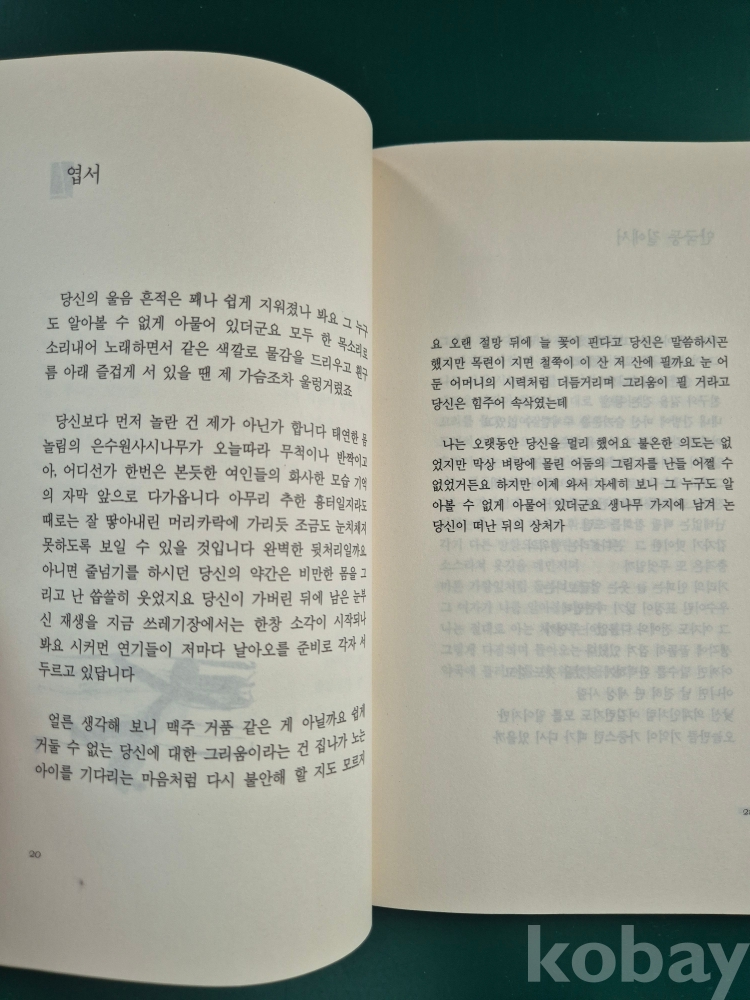 엽서
당신의 울음 흔적은 꽤나 쉽게 지워졌나 봐요 그 누구
도 알아볼 수 없게 아물어 있더군요 모두 한 목소리로
소리내어 노래하면서 같은 색깔로 물감을 드리우고 흰구
름 아래 즐겁게 서 있을 땐 제 가슴조차 울렁거렸죠
당신보다 먼저 놀란 건 제가 아닌가 합니다 태연한 몸
놀림의 은수원사시나무가 오늘따라 무척이나 반짝이고
아, 어디선가 한번은 본듯한 여인들의 화사한 모습 기억
의 자막 앞으로 다가옵니다 아무리 추한 흉터일지라도
때로는 잘 땋아내린 머리카락에 가리듯 조금도 눈치채지
못하도록 보일 수 있을 것입니다 완벽한 뒷처리일까요
아니면 줄넘기를 하시던 당신의 약간은 비만한 몸을 그
리고 난 씁쓸히 웃었지요 당신이 가버린 뒤에 남은 눈부
신 재생을 지금 쓰레기장에서는 한창 소각이 시작되나
봐요 시커먼 연기들이 저마다 날아오를 준비로 각자 서
두르고 있답니다
얼른 생각해 보니 맥주 거품 같은 게 아닐까요 쉽게
거둘 수 없는 당신에 대한 그리움이라는 건 집나가 노는
아이를 기다리는 마음처럼 다시 불안해 할 지도 모르지
20
요 오랜 절망 뒤에 늘 꽃이 핀다고 당신은 말씀하시곤
했지만 목련이 지면 철쭉이 이 산 저 산에 필까요 눈 어
둔 어머니의 시력처럼 더듬거리며 그리움이 필 거라고
당신은 힘주어 속삭였는데
나는 오랫동안 당신을 멀리 했어요 불온한 의도는 없
었지만 막상 벼랑에 몰린 어둠의 그림자를 난들 어쩔 수
없었거든요 하지만 이제 와서 자세히 보니 그 누구도 알
아볼 수 없게 아물어 있더군요 생나무 가지에 남겨 논
당신이 떠난 뒤의 상처가
kobay